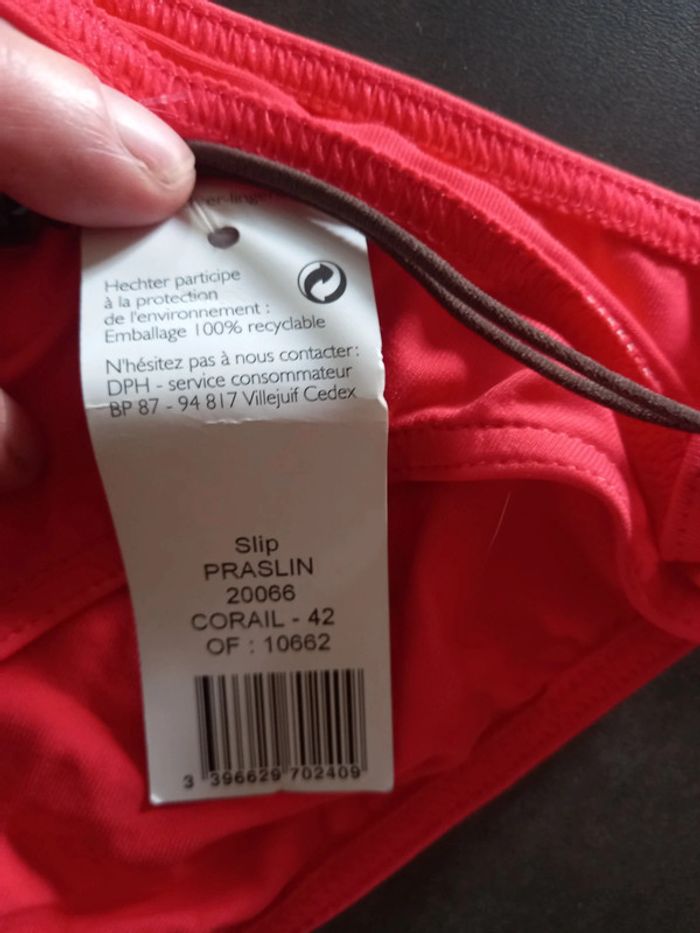 Hechter participe
à la protection
de l'environnement :
Emballage 100% recyclable
N'hésitez pas à nous contacter:
DPH - service consommateur
BP 87 - 94 817 Villejuif Cedex
Slip
PRASLIN
20066
CORAIL - 42
OF : 10662
3 396629 702409